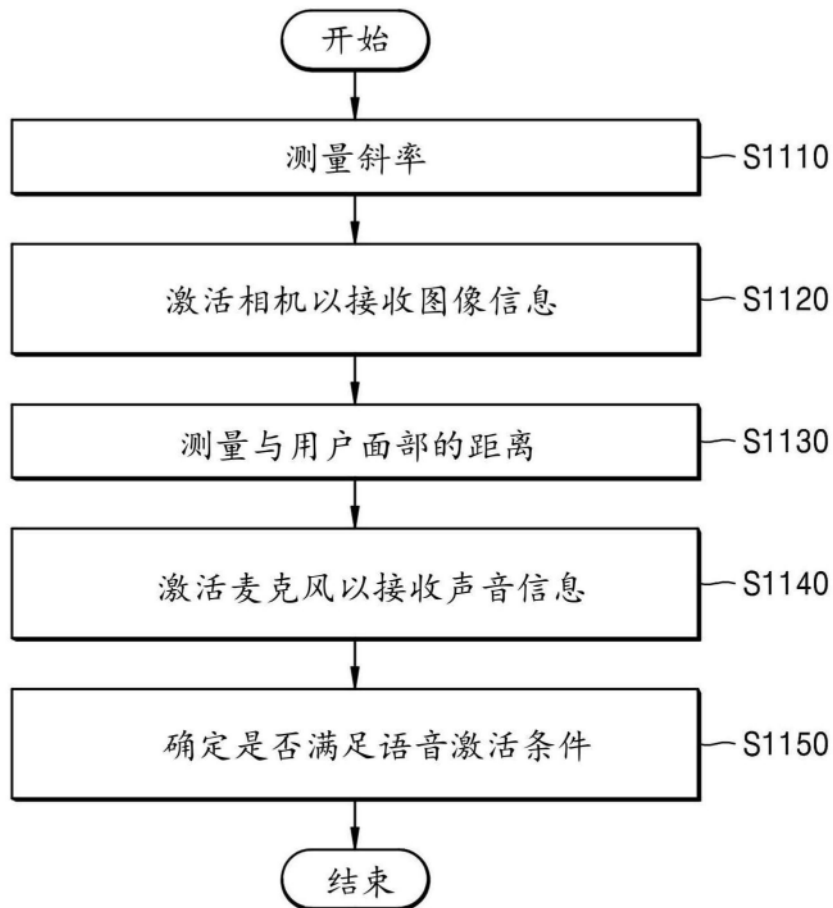 开始
测量斜率
S1110
激活相机以接收图像信息
S1120
测量与用户面部的距离
S1130
激活麦克风以接收声音信息
S1140
确定是否满足语音激活条件
S1150
结束